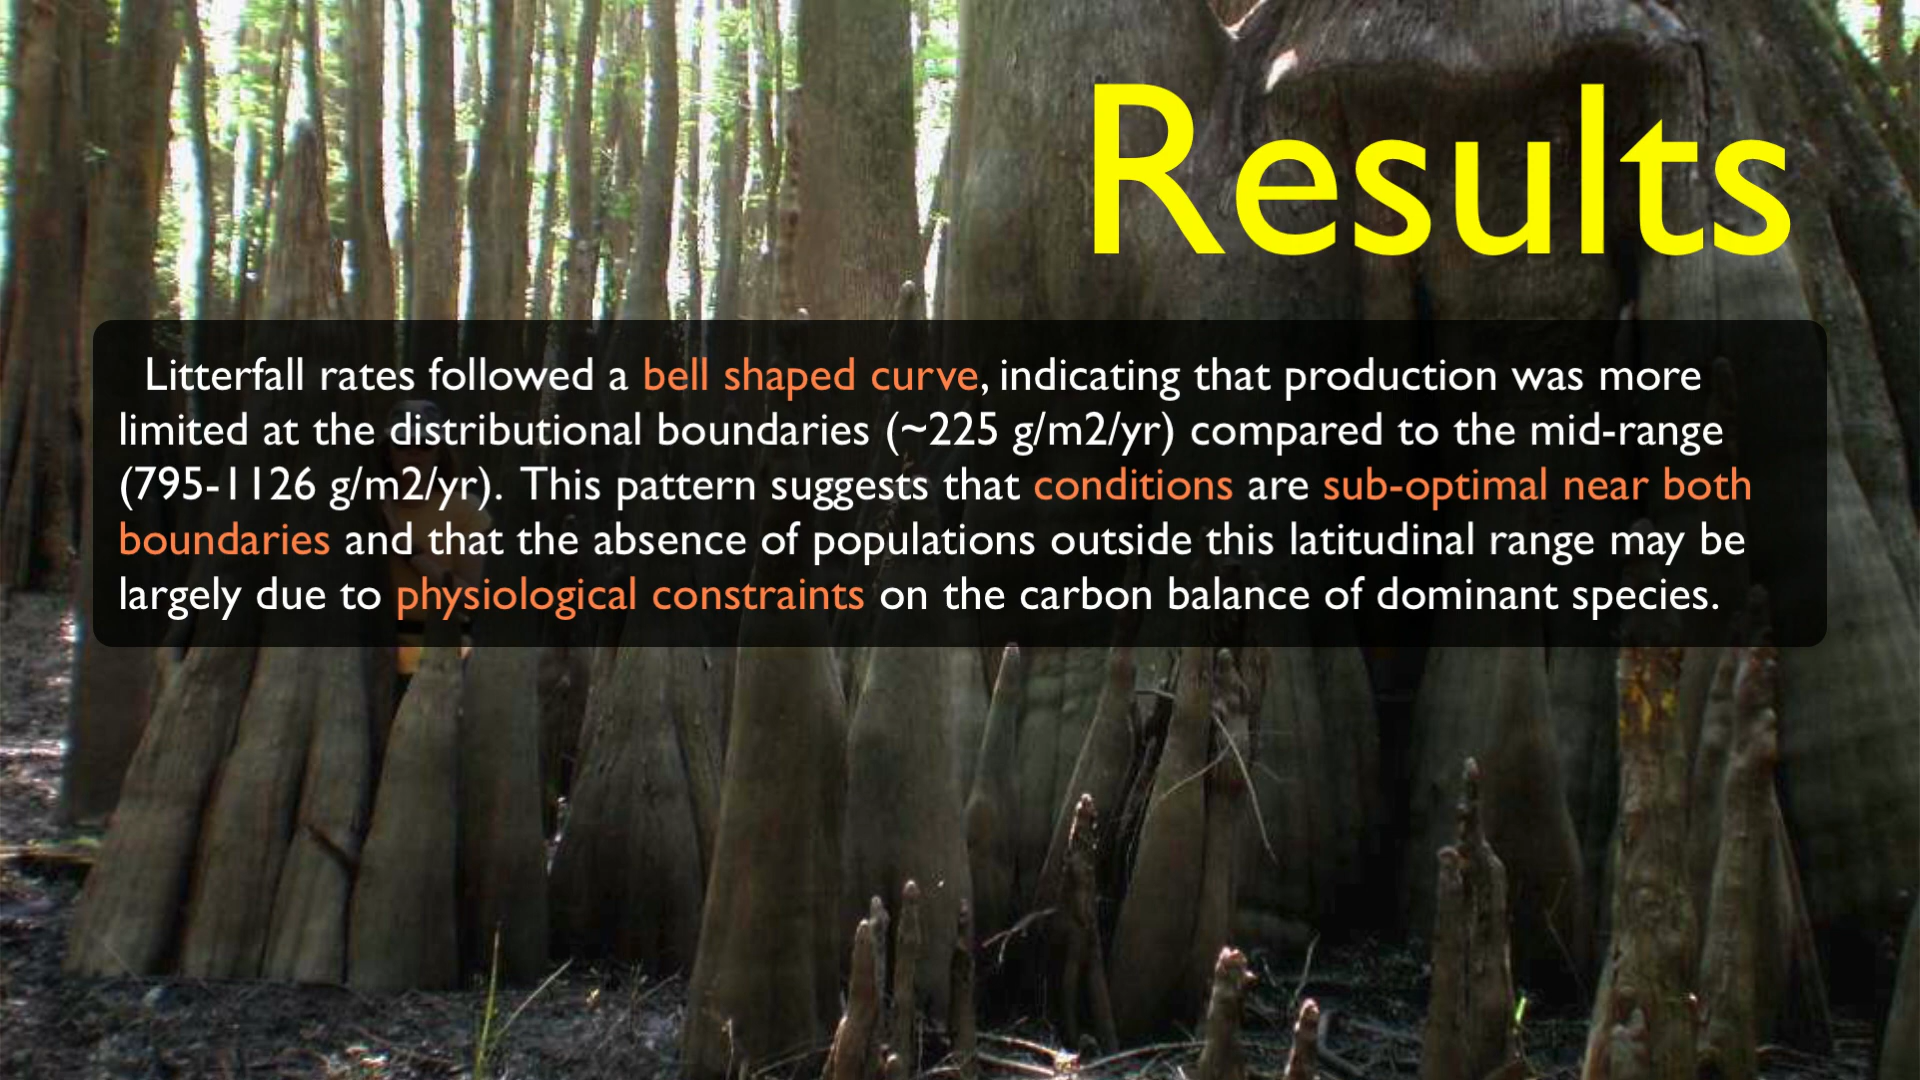 Results
Litterfall rates followed a bell shaped curve, indicating that production was more
limited at the distributional boundaries (~225 g/m2/yr) compared to the mid-range
(795-1126 g/m2/yr).  This pattern suggests that conditions are sub-optimal near both
boundaries and that the absence of populations outside this latitudinal range may be
largely due to physiological constraints on the carbon balance of dominant species.